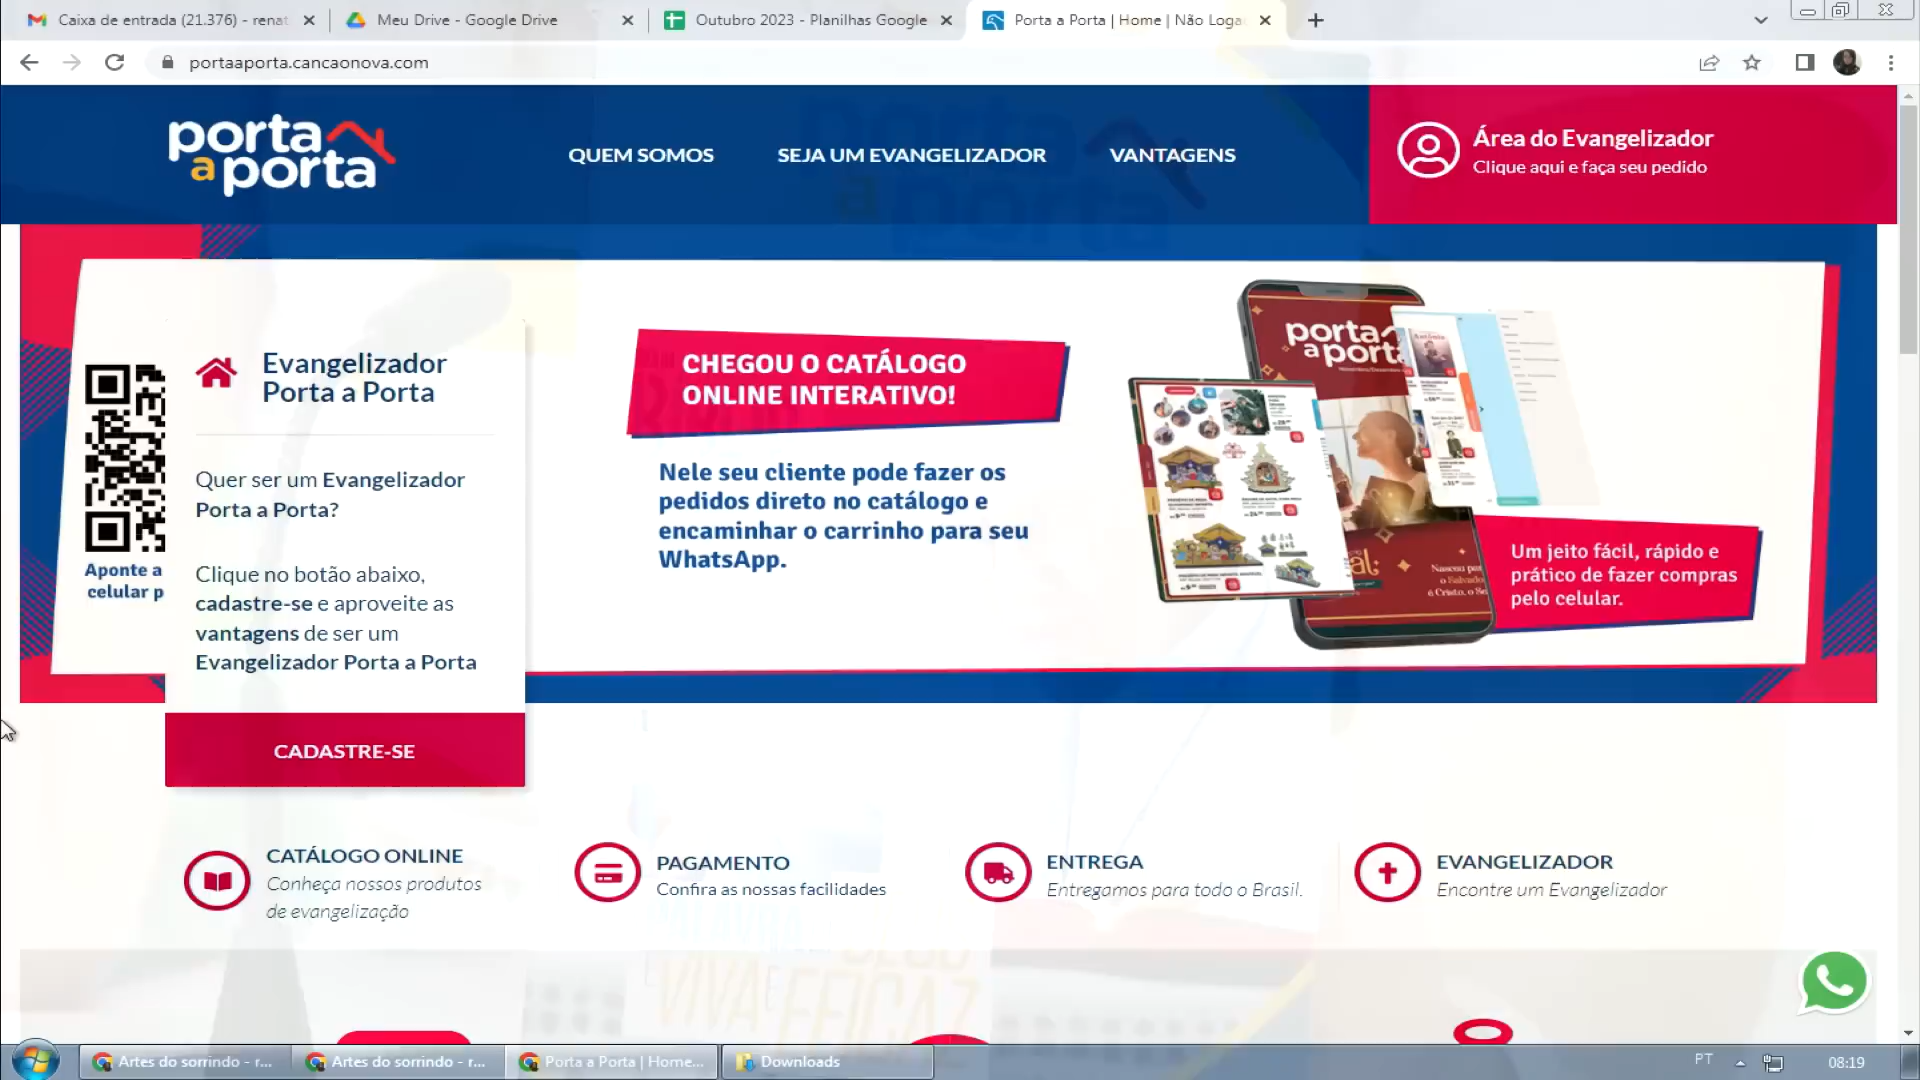 Caixa de entrada (21.376) - renat
Meu Drive - Google Drive
Outubro 2023 - Planilhas Google
Porta a Porta | Home | Não Loga
portaaporta.cancaonova.com
porta
a porta
QUEM SOMOS
SEJA UM EVANGELIZADOR
VANTAGENS
Área do Evangelizador
Clique aqui e faça seu pedido
Aponte a
celular p
Evangelizador
Porta a Porta
Quer ser um Evangelizador
Porta a Porta?
Clique no botão abaixo,
cadastre-se e aproveite as
vantagens de ser um
Evangelizador Porta a Porta
CADASTRE-SE
CHEGOU O CATÁLOGO
ONLINE INTERATIVO!
Nele seu cliente pode fazer os
pedidos direto no catálogo e
encaminhar o carrinho para seu
WhatsApp.
porta
a porta
Um jeito fácil, rápido e
prático de fazer compras
pelo celular.
CATÁLOGO ONLINE
Conheça nossos produtos
de evangelização
PAGAMENTO
Confira as nossas facilidades
ENTREGA
Entregamos para todo o Brasil.
EVANGELIZADOR
Encontre um Evangelizador
VIVA E EFICAZ
Artes do sorrindo - r...
Artes do sorrindo - r...
Porta a Porta | Home...
Downloads
PT
08:19